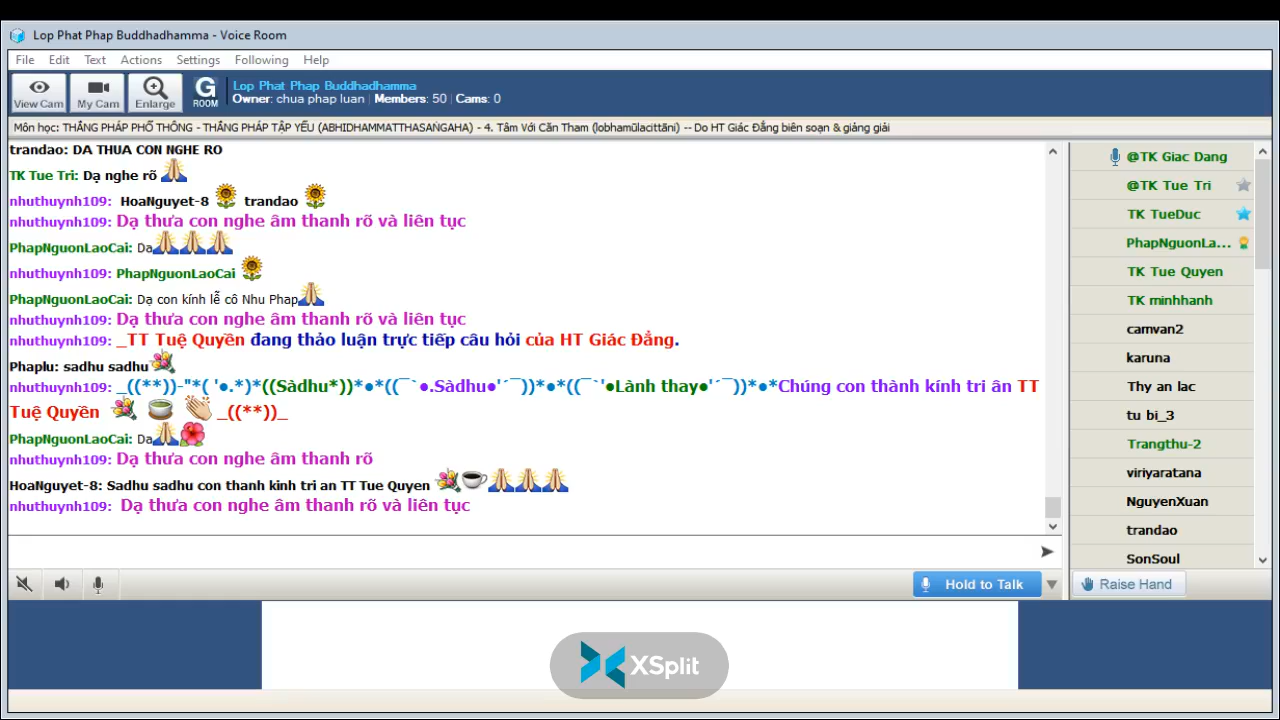 Lop Phat Phap Buddhadhamma - Voice Room
File Edit Text Actions Settings Following Help
View Cam My Cam Enlarge G ROOM
Lop Phat Phap Buddhadhamma
Owner: chua phap luan | Members: 50 | Cams: 0
Môn học: THẮNG PHÁP PHỔ THÔNG - THẮNG PHÁP TẬP YẾU (ABHIDHAMMATTHASAṄGAHA) - 4. Tâm Với Căn Tham (lobhamūlacittāni) -- Do HT Giác Đẳng biên soạn & giảng giải
trandao: DA THUA CON NGHE RO
TK Tue Tri: Dạ nghe rõ
nhuthuynh109: HoaNguyet-8 trandao
nhuthuynh109: Dạ thưa con nghe âm thanh rõ và liên tục
PhapNguonLaoCai: Da
nhuthuynh109: PhapNguonLaoCai
PhapNguonLaoCai: Dạ con kính lễ cô Nhu Phap
nhuthuynh109: Dạ thưa con nghe âm thanh rõ và liên tục
nhuthuynh109: _TT Tuệ Quyền đang thảo luận trực tiếp câu hỏi của HT Giác Đẳng.
Phaplu: sadhu sadhu
nhuthuynh109: _((**))-"*( '●.*)*((Sàdhu*))*●*((¯`●.Sàdhu●'´¯))*●*((¯`'●Lành thay●'´¯))*●*Chúng con thành kính tri ân TT
Tuệ Quyền _((**))_
PhapNguonLaoCai: Da
nhuthuynh109: Dạ thưa con nghe âm thanh rõ
HoaNguyet-8: Sadhu sadhu con thanh kinh tri an TT Tue Quyen
nhuthuynh109: Dạ thưa con nghe âm thanh rõ và liên tục
@TK Giac Dang
@TK Tue Tri
TK TueDuc
PhapNguonLa...
TK Tue Quyen
TK minhhanh
camvan2
karuna
Thy an lac
tu bi_3
Trangthu-2
viriyaratana
NguyenXuan
trandao
SonSoul
Hold to Talk
Raise Hand
XSplit